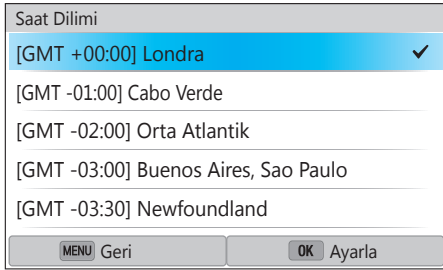 Saat Dilimi
[GMT +00:00] Londra
[GMT -01:00] Cabo Verde
[GMT -02:00] Orta Atlantik
[GMT -03:00] Buenos Aires, Sao Paulo
[GMT -03:30] Newfoundland
MENU Geri OK Ayarla